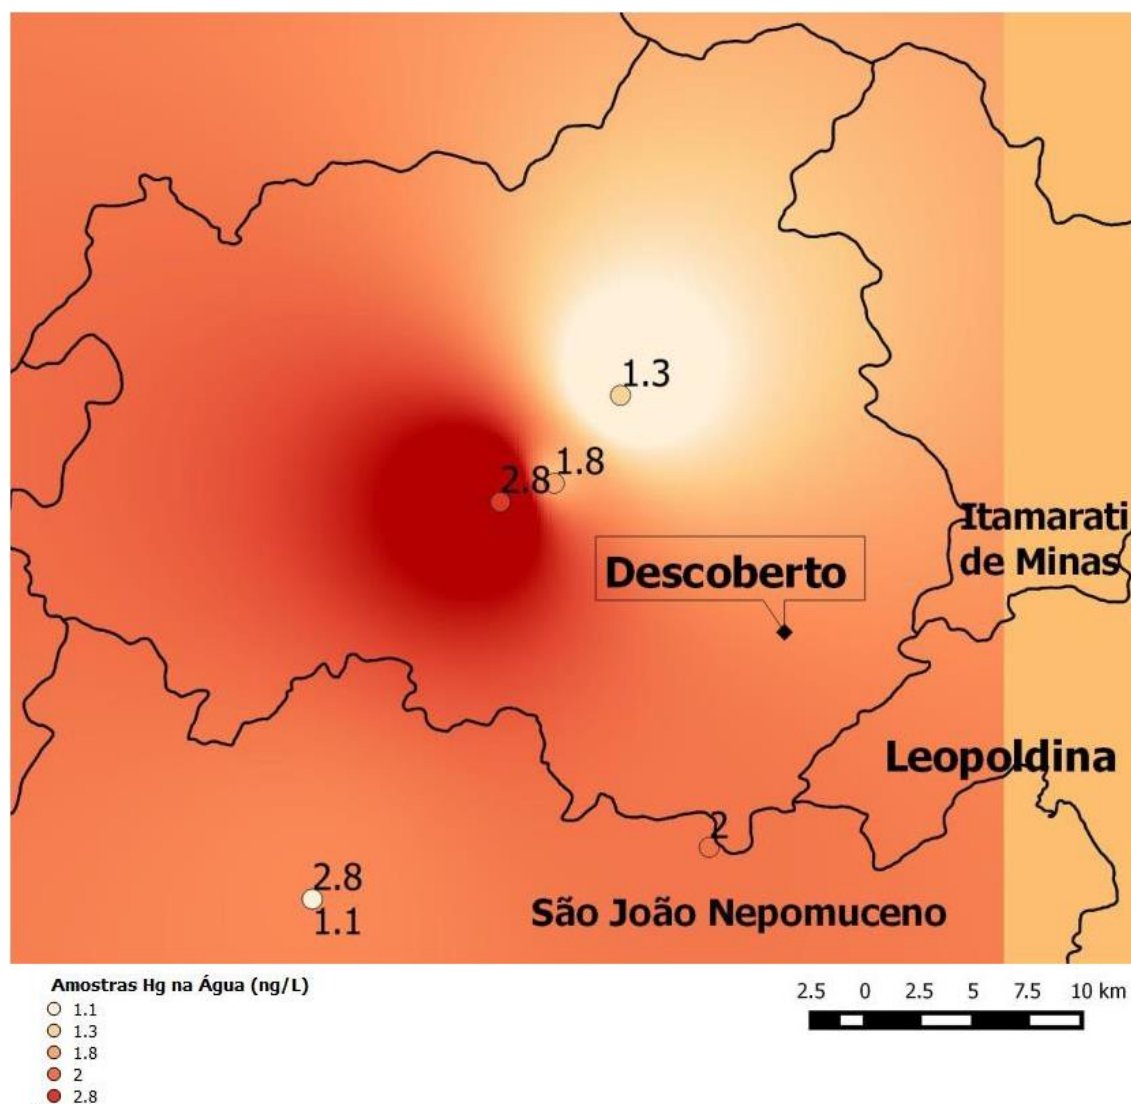 1.3
1.8
2.8
Itamarati
de Minas
Descoberto
Leopoldina
2
2.8
1.1
São João Nepomuceno
Amostras Hg na Água (ng/L)
1.1
1.3
1.8
2
2.8
2.5 0 2.5 5 7.5 10 km